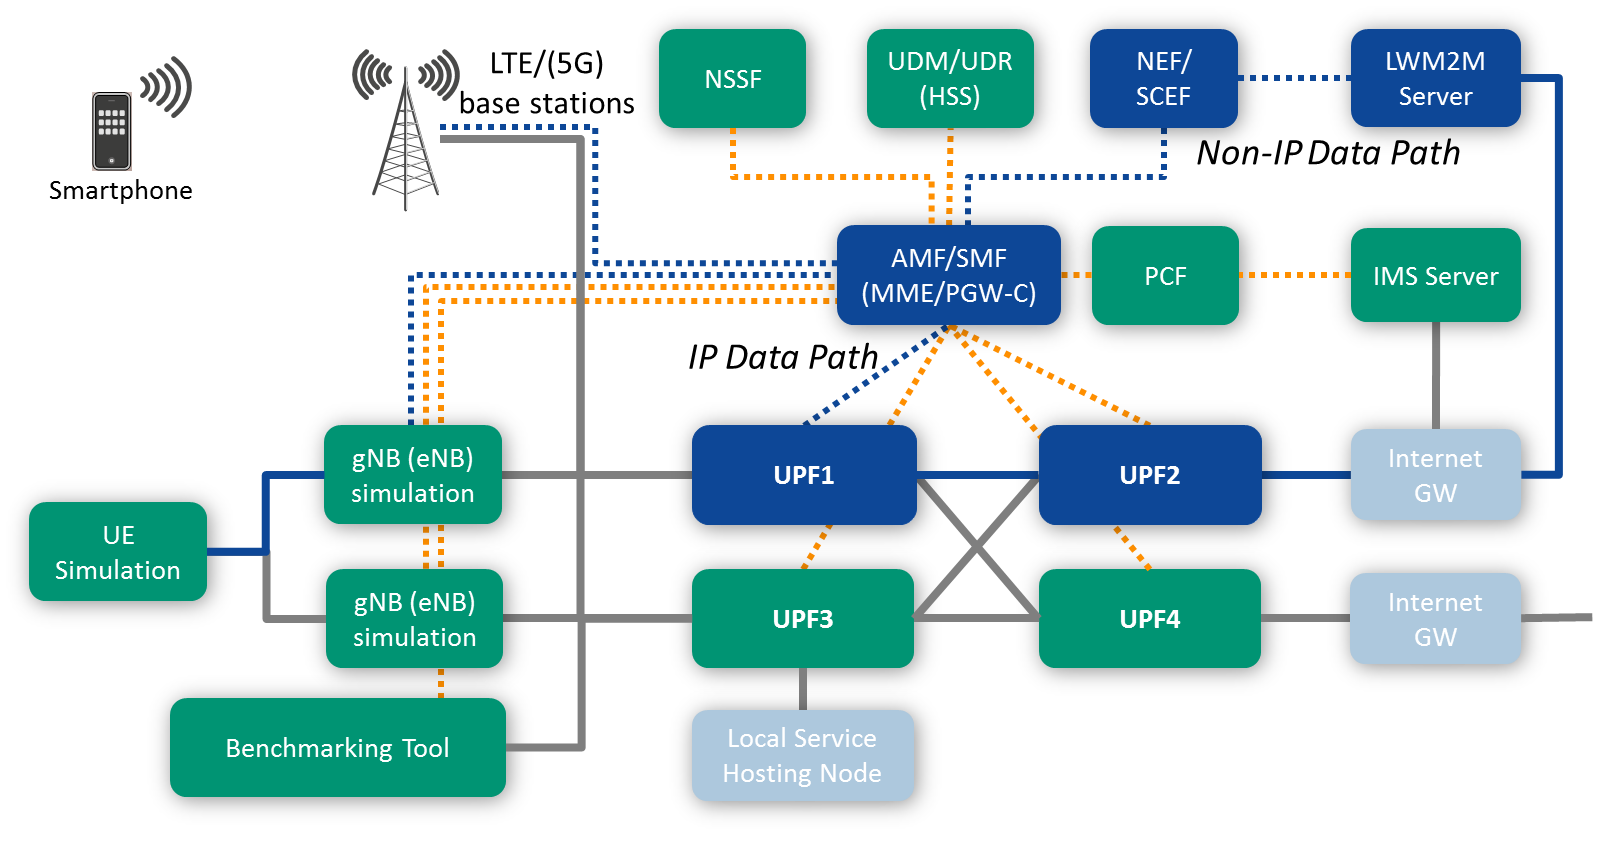 LTE/(5G)
base stations
Smartphone
NSSF
UDM/UDR
(HSS)
NEF/
SCEF
LWM2M
Server
Non-IP Data Path
AMF/SMF
(MME/PGW-C)
PCF
IMS Server
IP Data Path
gNB (eNB)
simulation
UPF1
UPF2
Internet
GW
UE
Simulation
gNB (eNB)
simulation
UPF3
UPF4
Internet
GW
Benchmarking Tool
Local Service
Hosting Node